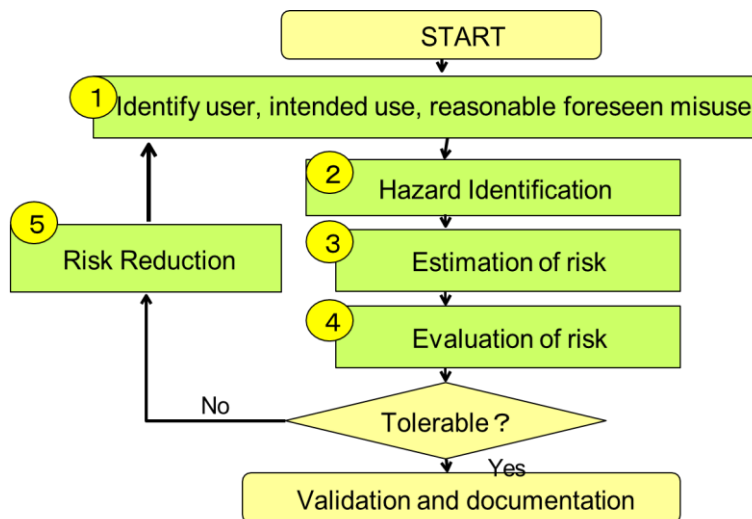 START
1
Identify user, intended use, reasonable foreseen misuse
2
Hazard Identification
5
3
Risk Reduction
Estimation of risk
4
Evaluation of risk
No
Tolerable？
Yes
Validation and documentation